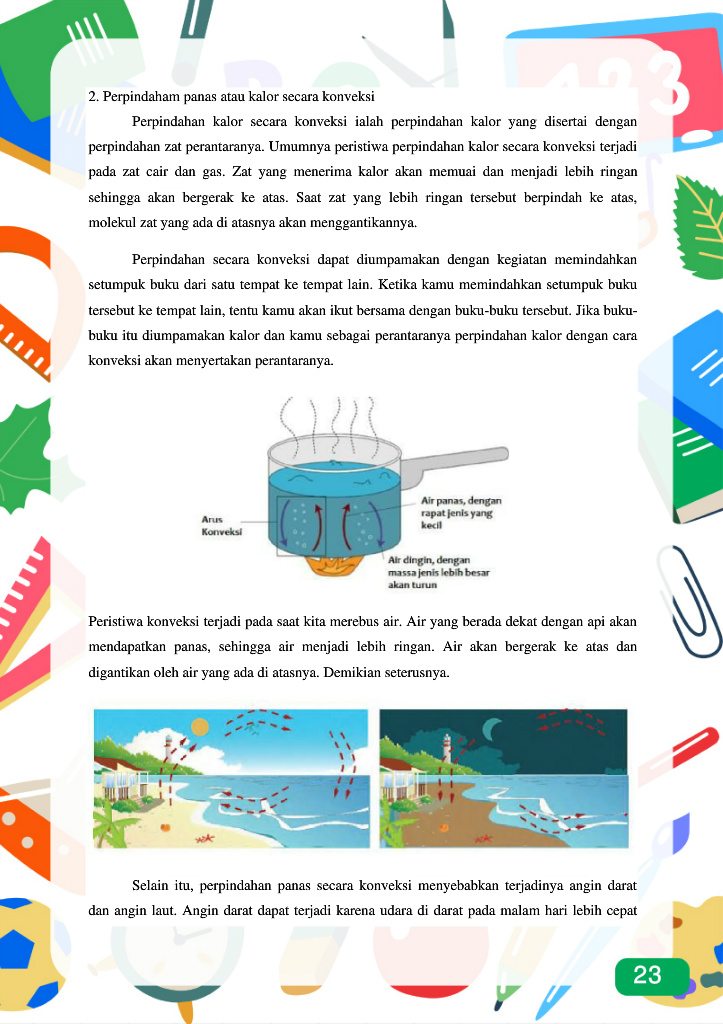 2. Perpindaham panas atau kalor secara konveksi
Perpindahan kalor secara konveksi ialah perpindahan kalor yang disertai dengan
perpindahan zat perantaranya. Umumnya peristiwa perpindahan kalor secara konveksi terjadi
pada zat cair dan gas. Zat yang menerima kalor akan memuai dan menjadi lebih ringan
sehingga akan bergerak ke atas. Saat zat yang lebih ringan tersebut berpindah ke atas,
molekul zat yang ada di atasnya akan menggantikannya.
Perpindahan secara konveksi dapat diumpamakan dengan kegiatan memindahkan
setumpuk buku dari satu tempat ke tempat lain. Ketika kamu memindahkan setumpuk buku
tersebut ke tempat lain, tentu kamu akan ikut bersama dengan buku-buku tersebut. Jika buku-
buku itu diumpamakan kalor dan kamu sebagai perantaranya perpindahan kalor dengan cara
konveksi akan menyertakan perantaranya.
Arus
Konveksi
Air panas, dengan
rapat jenis yang
kecil
Air dingin, dengan
massa jenis lebih besar
akan turun
Peristiwa konveksi terjadi pada saat kita merebus air. Air yang berada dekat dengan api akan
mendapatkan panas, sehingga air menjadi lebih ringan. Air akan bergerak ke atas dan
digantikan oleh air yang ada di atasnya. Demikian seterusnya.
Selain itu, perpindahan panas secara konveksi menyebabkan terjadinya angin darat
dan angin laut. Angin darat dapat terjadi karena udara di darat pada malam hari lebih cepat
23